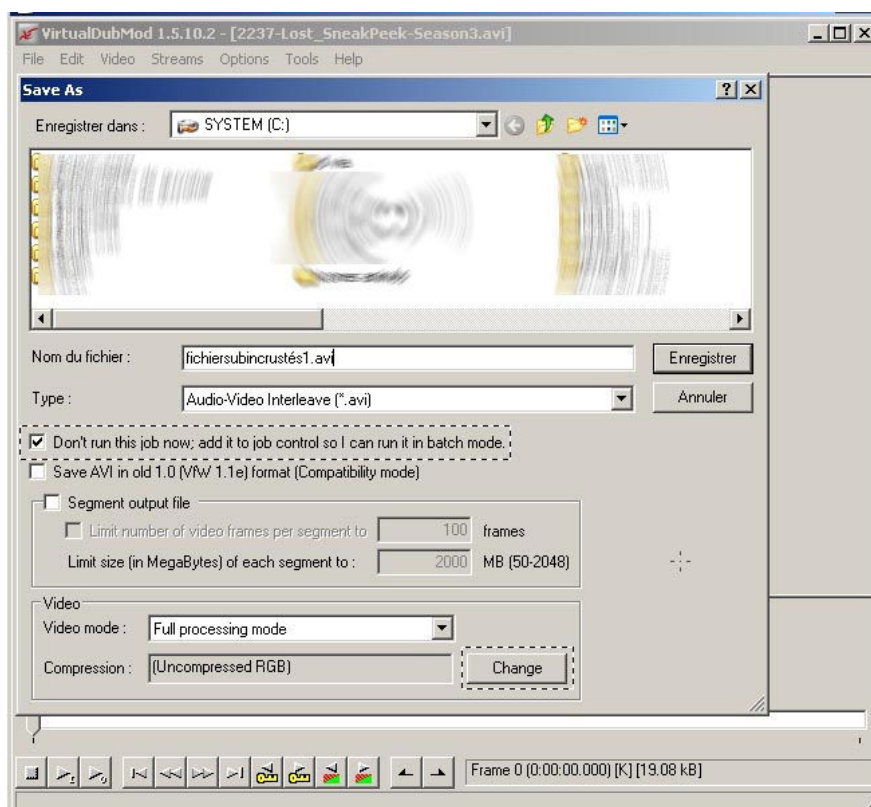 VirtualDubMod 1.5.10.2 - [2237-Lost_SneakPeek-Season3.avi]
File Edit Video Streams Options Tools Help
Save As
Enregistrer dans : SYSTEM (C:)
Nom du fichier : fichiersubincrustés1.avi Enregistrer
Type : Audio-Video Interleave (*.avi) Annuler
Don't run this job now; add it to job control so I can run it in batch mode.
Save AVI in old 1.0 (VfW 1.1e) format (Compatibility mode)
Segment output file
Limit number of video frames per segment to 100 frames
Limit size (in MegaBytes) of each segment to : 2000 MB (50-2048)
Video
Video mode : Full processing mode
Compression : (Uncompressed RGB) Change
Frame 0 (0:00:00.000) [K] [19.08 kB]